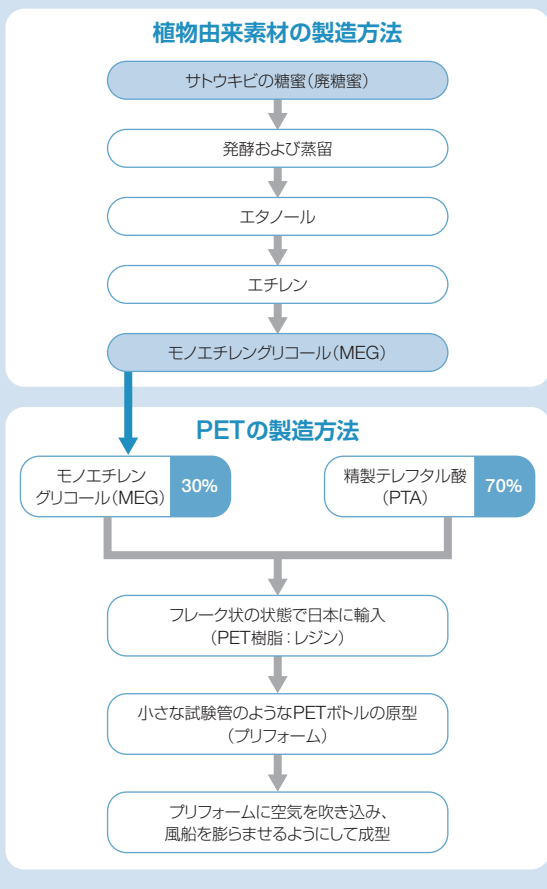 植物由来素材の製造方法
サトウキビの糖蜜(廃糖蜜)
発酵および蒸留
エタノール
エチレン
モノエチレングリコール(MEG)
PETの製造方法
モノエチレン
グリコール(MEG)
30%
精製テレフタル酸
(PTA)
70%
フレーク状の状態で日本に輸入
(PET樹脂:レジン)
小さな試験管のようなPETボトルの原型
(プリフォーム)
プリフォームに空気を吹き込み、
風船を膨らませるようにして成型